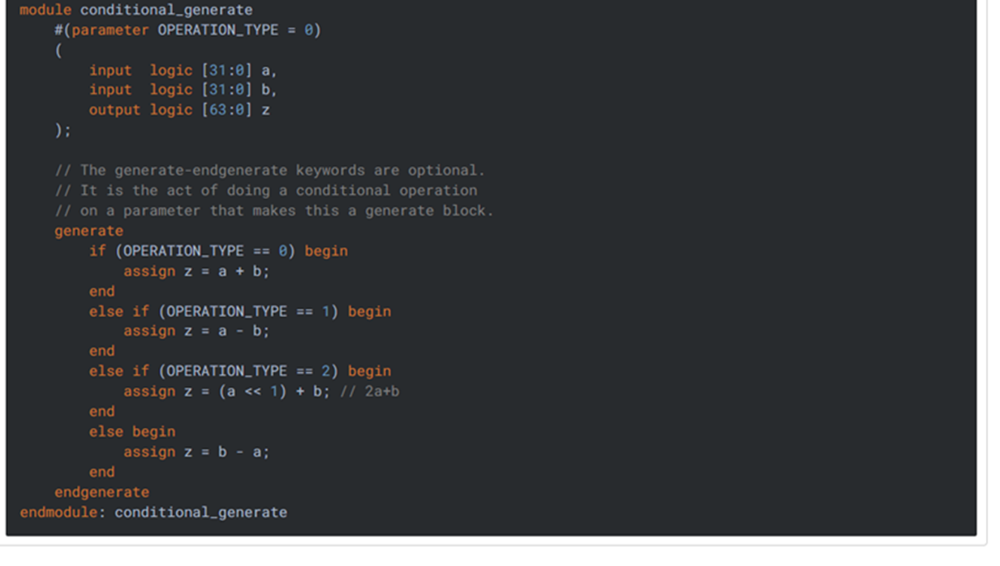 module conditional_generate
    #(parameter OPERATION_TYPE = 0)
    (
        input  logic [31:0] a,
        input  logic [31:0] b,
        output logic [63:0] z
    );

    // The generate-endgenerate keywords are optional.
    // It is the act of doing a conditional operation
    // on a parameter that makes this a generate block.
    generate
        if (OPERATION_TYPE == 0) begin
            assign z = a + b;
        end
        else if (OPERATION_TYPE == 1) begin
            assign z = a - b;
        end
        else if (OPERATION_TYPE == 2) begin
            assign z = (a << 1) + b; // 2a+b
        end
        else begin
            assign z = b - a;
        end
    endgenerate
endmodule: conditional_generate